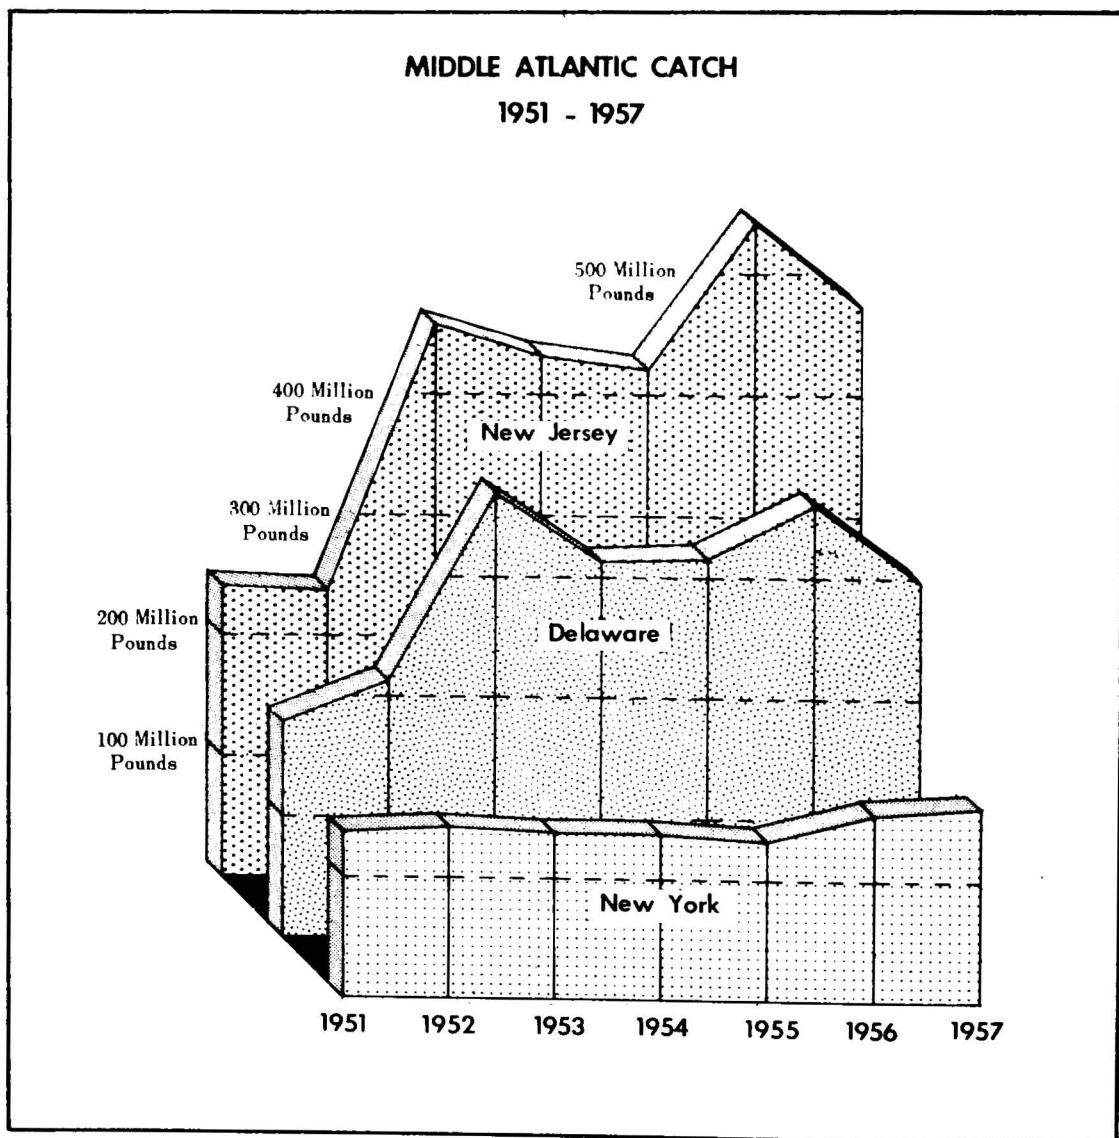 MIDDLE ATLANTIC CATCH
1951 - 1957
500 Million
Pounds
400 Million
Pounds
New Jersey
300 Million
Pounds
200 Million
Pounds
Delaware
100 Million
Pounds
New York
1951 1952 1953 1954 1955 1956 1957